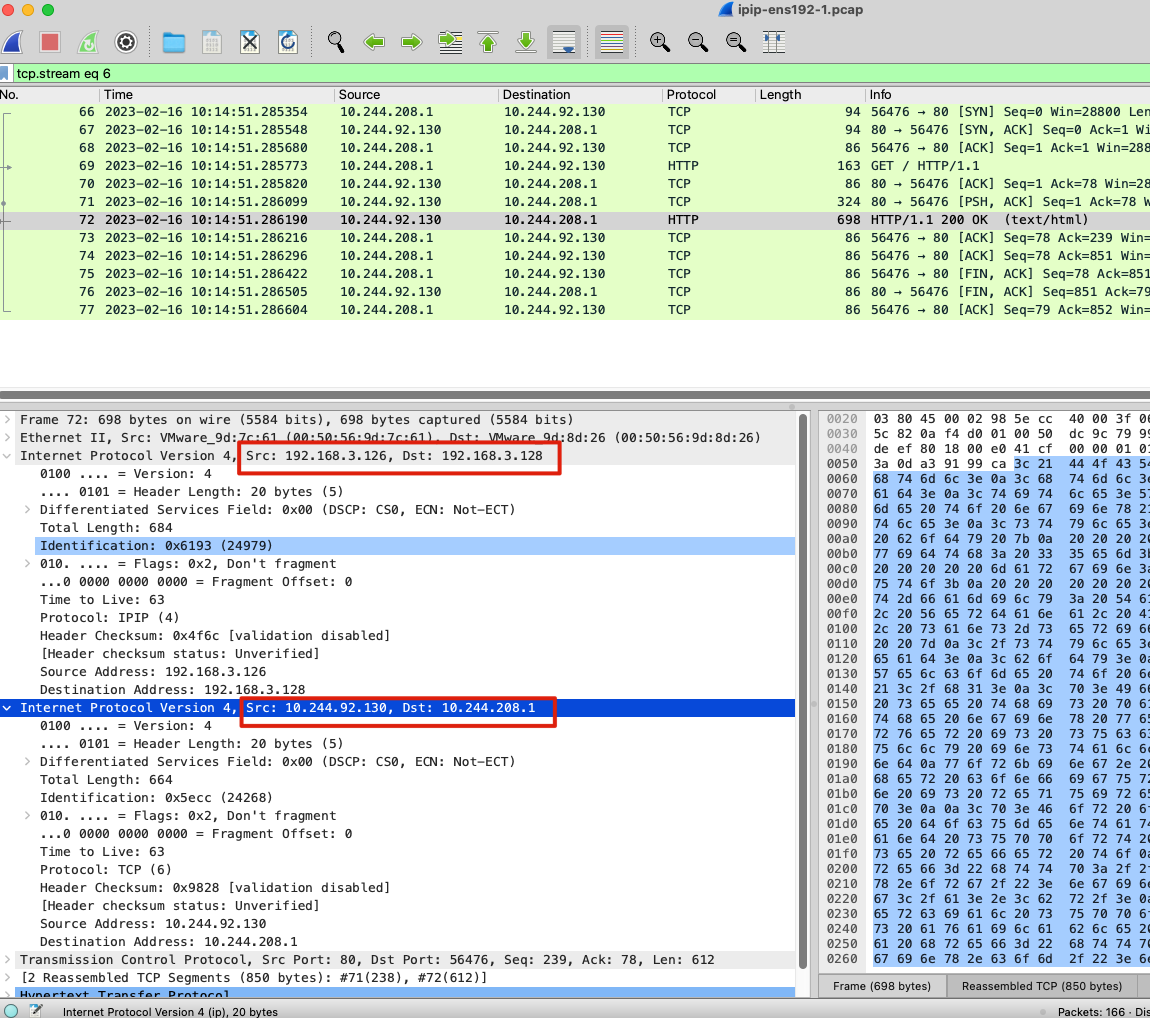 ipip-ens192-1.pcap
tcp.stream eq 6
No. Time Source Destination Protocol Length Info
66 2023-02-16 10:14:51.285354 10.244.208.1 10.244.92.130 TCP 94 56476 → 80 [SYN] Seq=0 Win=28800 Len
67 2023-02-16 10:14:51.285548 10.244.92.130 10.244.208.1 TCP 94 80 → 56476 [SYN, ACK] Seq=0 Ack=1 Wi
68 2023-02-16 10:14:51.285680 10.244.208.1 10.244.92.130 TCP 86 56476 → 80 [ACK] Seq=1 Ack=1 Win=288
69 2023-02-16 10:14:51.285773 10.244.208.1 10.244.92.130 HTTP 163 GET / HTTP/1.1
70 2023-02-16 10:14:51.285820 10.244.92.130 10.244.208.1 TCP 86 80 → 56476 [ACK] Seq=1 Ack=78 Win=28
71 2023-02-16 10:14:51.286099 10.244.92.130 10.244.208.1 TCP 324 80 → 56476 [PSH, ACK] Seq=1 Ack=78 W
72 2023-02-16 10:14:51.286190 10.244.92.130 10.244.208.1 HTTP 698 HTTP/1.1 200 OK (text/html)
73 2023-02-16 10:14:51.286216 10.244.208.1 10.244.92.130 TCP 86 56476 → 80 [ACK] Seq=78 Ack=239 Win=
74 2023-02-16 10:14:51.286296 10.244.208.1 10.244.92.130 TCP 86 56476 → 80 [ACK] Seq=78 Ack=851 Win=
75 2023-02-16 10:14:51.286422 10.244.208.1 10.244.92.130 TCP 86 56476 → 80 [FIN, ACK] Seq=78 Ack=851
76 2023-02-16 10:14:51.286505 10.244.92.130 10.244.208.1 TCP 86 80 → 56476 [FIN, ACK] Seq=851 Ack=79
77 2023-02-16 10:14:51.286604 10.244.208.1 10.244.92.130 TCP 86 56476 → 80 [ACK] Seq=79 Ack=852 Win=
Frame 72: 698 bytes on wire (5584 bits), 698 bytes captured (5584 bits)
Ethernet II, Src: VMware_9d:7c:61 (00:50:56:9d:7c:61), Dst: VMware_9d:8d:26 (00:50:56:9d:8d:26)
Internet Protocol Version 4, Src: 192.168.3.126, Dst: 192.168.3.128
0100 .... = Version: 4
.... 0101 = Header Length: 20 bytes (5)
Differentiated Services Field: 0x00 (DSCP: CS0, ECN: Not-ECT)
Total Length: 684
Identification: 0x6193 (24979)
010. .... = Flags: 0x2, Don't fragment
...0 0000 0000 0000 = Fragment Offset: 0
Time to Live: 63
Protocol: IPIP (4)
Header Checksum: 0x4f6c [validation disabled]
[Header checksum status: Unverified]
Source Address: 192.168.3.126
Destination Address: 192.168.3.128
Internet Protocol Version 4, Src: 10.244.92.130, Dst: 10.244.208.1
0100 .... = Version: 4
.... 0101 = Header Length: 20 bytes (5)
Differentiated Services Field: 0x00 (DSCP: CS0, ECN: Not-ECT)
Total Length: 664
Identification: 0x5ecc (24268)
010. .... = Flags: 0x2, Don't fragment
...0 0000 0000 0000 = Fragment Offset: 0
Time to Live: 63
Protocol: TCP (6)
Header Checksum: 0x9828 [validation disabled]
[Header checksum status: Unverified]
Source Address: 10.244.92.130
Destination Address: 10.244.208.1
Transmission Control Protocol, Src Port: 80, Dst Port: 56476, Seq: 239, Ack: 78, Len: 612
[2 Reassembled TCP Segments (850 bytes): #71(238), #72(612)]
Hypertext Transfer Protocol
0020 03 80 45 00 02 98 5e cc 40 00 3f 06
0030 5c 82 0a f4 d0 01 00 50 dc 9c 79 99
0040 de ef 80 18 00 e0 41 cf 00 00 01 01
0050 3a 0d a3 91 99 ca 3c 21 44 4f 43 54
0060 68 74 6d 6c 3e 0a 3c 68 74 6d 6c 3e
0070 61 64 3e 0a 3c 74 69 74 6c 65 3e 57
0080 6d 65 20 74 6f 20 6e 67 69 6e 78 21
0090 74 6c 65 3e 0a 3c 73 74 79 6c 65 3e
00a0 20 62 6f 64 79 20 7b 0a 20 20 20 20
00b0 77 69 64 74 68 3a 20 33 35 65 6d 3b
00c0 20 20 20 20 20 6d 61 72 67 69 6e 3a
00d0 75 74 6f 3b 0a 20 20 20 20 20 20 20
00e0 74 2d 66 61 6d 69 6c 79 3a 20 54 61
00f0 2c 20 56 65 72 64 61 6e 61 2c 20 41
0100 2c 20 73 61 6e 73 2d 73 65 72 69 66
0110 20 20 7d 0a 3c 2f 73 74 79 6c 65 3e
0120 65 61 64 3e 0a 3c 62 6f 64 79 3e 0a
0130 57 65 6c 63 6f 6d 65 20 74 6f 20 6e
0140 21 3c 2f 68 31 3e 0a 3c 70 3e 49 66
0150 20 73 65 65 20 74 68 69 73 20 70 61
0160 74 68 65 20 6e 67 69 6e 78 20 77 65
0170 72 76 65 72 20 69 73 20 73 75 63 63
0180 75 6c 6c 79 20 69 6e 73 74 61 6c 6c
0190 6e 64 0a 77 6f 72 6b 69 6e 67 2e 20
01a0 68 65 72 20 63 6f 6e 66 69 67 75 72
01b0 6e 20 69 73 20 72 65 71 75 69 72 65
01c0 70 3e 0a 0a 3c 70 3e 46 6f 72 20 6f
01d0 65 20 64 6f 63 75 6d 65 6e 74 61 74
01e0 61 6e 64 20 73 75 70 70 6f 72 74 20
01f0 73 65 20 72 65 66 65 72 20 74 6f 0a
0200 72 65 66 3d 22 68 74 74 70 3a 2f 2f
0210 78 2e 6f 72 67 2f 22 3e 6e 67 69 6e
0220 67 3c 2f 61 3e 2e 3c 62 72 2f 3e 0a
0230 65 72 63 69 61 6c 20 73 75 70 70 6f
0240 73 20 61 76 61 69 6c 61 62 6c 65 20
0250 61 20 68 72 65 66 3d 22 68 74 74 70
0260 67 69 6e 78 2e 63 6f 6d 2f 22 3e 6e
Frame (698 bytes) Reassembled TCP (850 bytes)
Internet Protocol Version 4 (ip), 20 bytes Packets: 166 · Dis